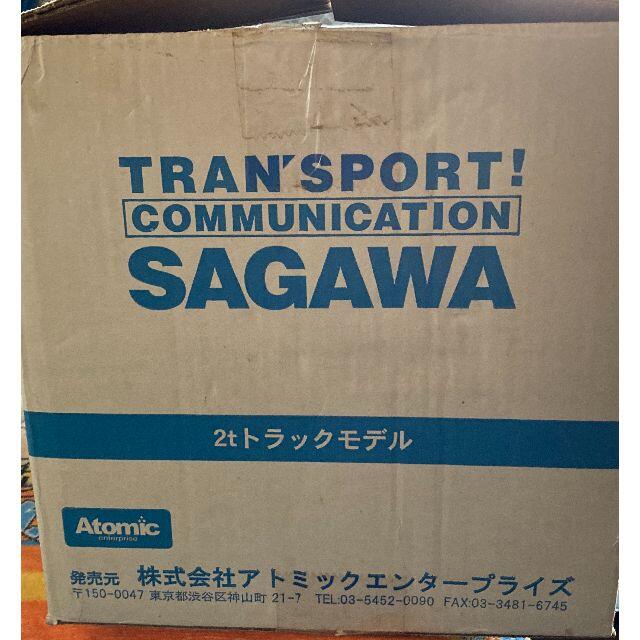 TRAN'SPORT!
COMMUNICATION
SAGAWA
2tトラックモデル
Atomic
enterprise
発売元 株式会社アトミックエンタープライズ
〒150-0047 東京都渋谷区神山町 21-7 TEL:03-5452-0090 FAX:03-3481-6745